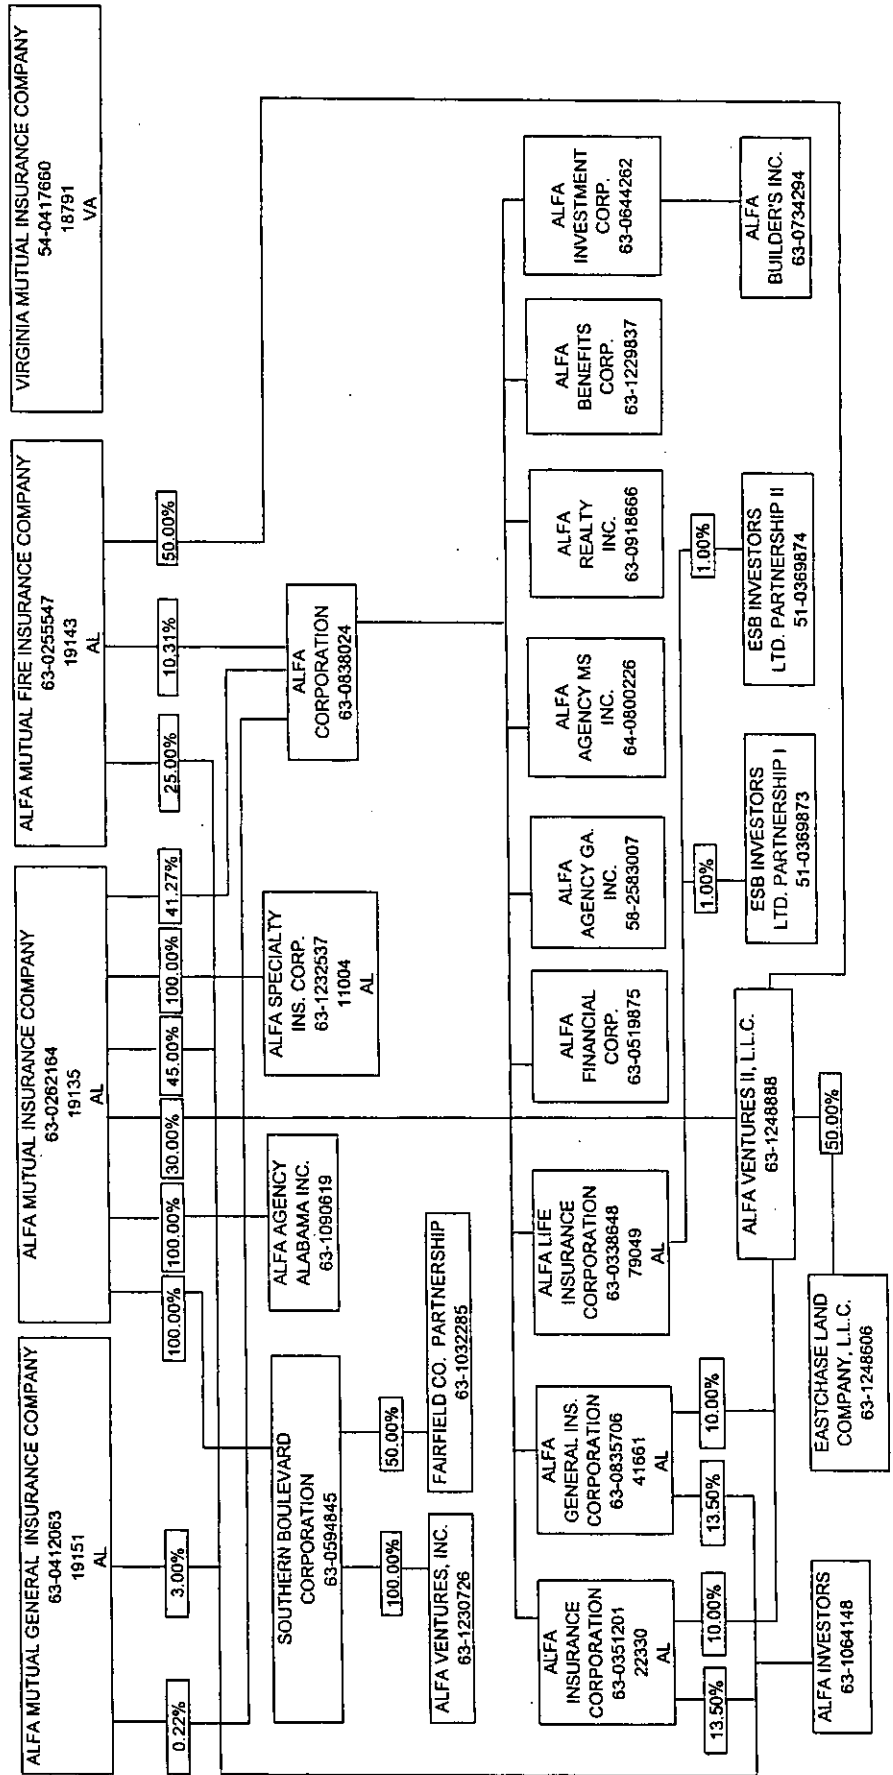 ALFA MUTUAL GENERAL INSURANCE COMPANY
63-0412063
19151
AL
ALFA MUTUAL INSURANCE COMPANY
63-0262164
19135
AL
ALFA MUTUAL FIRE INSURANCE COMPANY
63-0255547
19143
AL
VIRGINIA MUTUAL INSURANCE COMPANY
54-0417660
18791
VA
0.22%
3.00%
100.00%
100.00%
30.00%
45.00%
100.00%
41.27%
25.00%
10.31%
50.00%
SOUTHERN BOULEVARD
CORPORATION
63-0594845
ALFA AGENCY
ALABAMA INC.
63-1090619
ALFA SPECIALTY
INS. CORP.
63-1232537
11004
AL
ALFA
CORPORATION
63-0838024
100.00%
50.00%
ALFA VENTURES, INC.
63-1230726
FAIRFIELD CO. PARTNERSHIP
63-1032285
ALFA
INSURANCE
CORPORATION
63-0351201
22330
AL
ALFA
GENERAL INS.
CORPORATION
63-0835706
41661
AL
ALFA LIFE
INSURANCE
CORPORATION
63-0338648
79049
AL
ALFA
FINANCIAL
CORP.
63-0519875
ALFA
AGENCY GA.
INC.
58-2583007
ALFA
AGENCY MS
INC.
64-0800226
ALFA
REALTY
INC.
63-0918666
ALFA
BENEFITS
CORP.
63-1229837
ALFA
INVESTMENT
CORP.
63-0644262
13.50%
10.00%
13.50%
10.00%
1.00%
1.00%
ALFA VENTURES II, L.L.C.
63-1248888
ESB INVESTORS
LTD. PARTNERSHIP I
51-0369873
ESB INVESTORS
LTD. PARTNERSHIP II
51-0369874
ALFA
BUILDER'S INC.
63-0734294
50.00%
ALFA INVESTORS
63-1064148
EASTCHASE LAND
COMPANY, L.L.C.
63-1248606